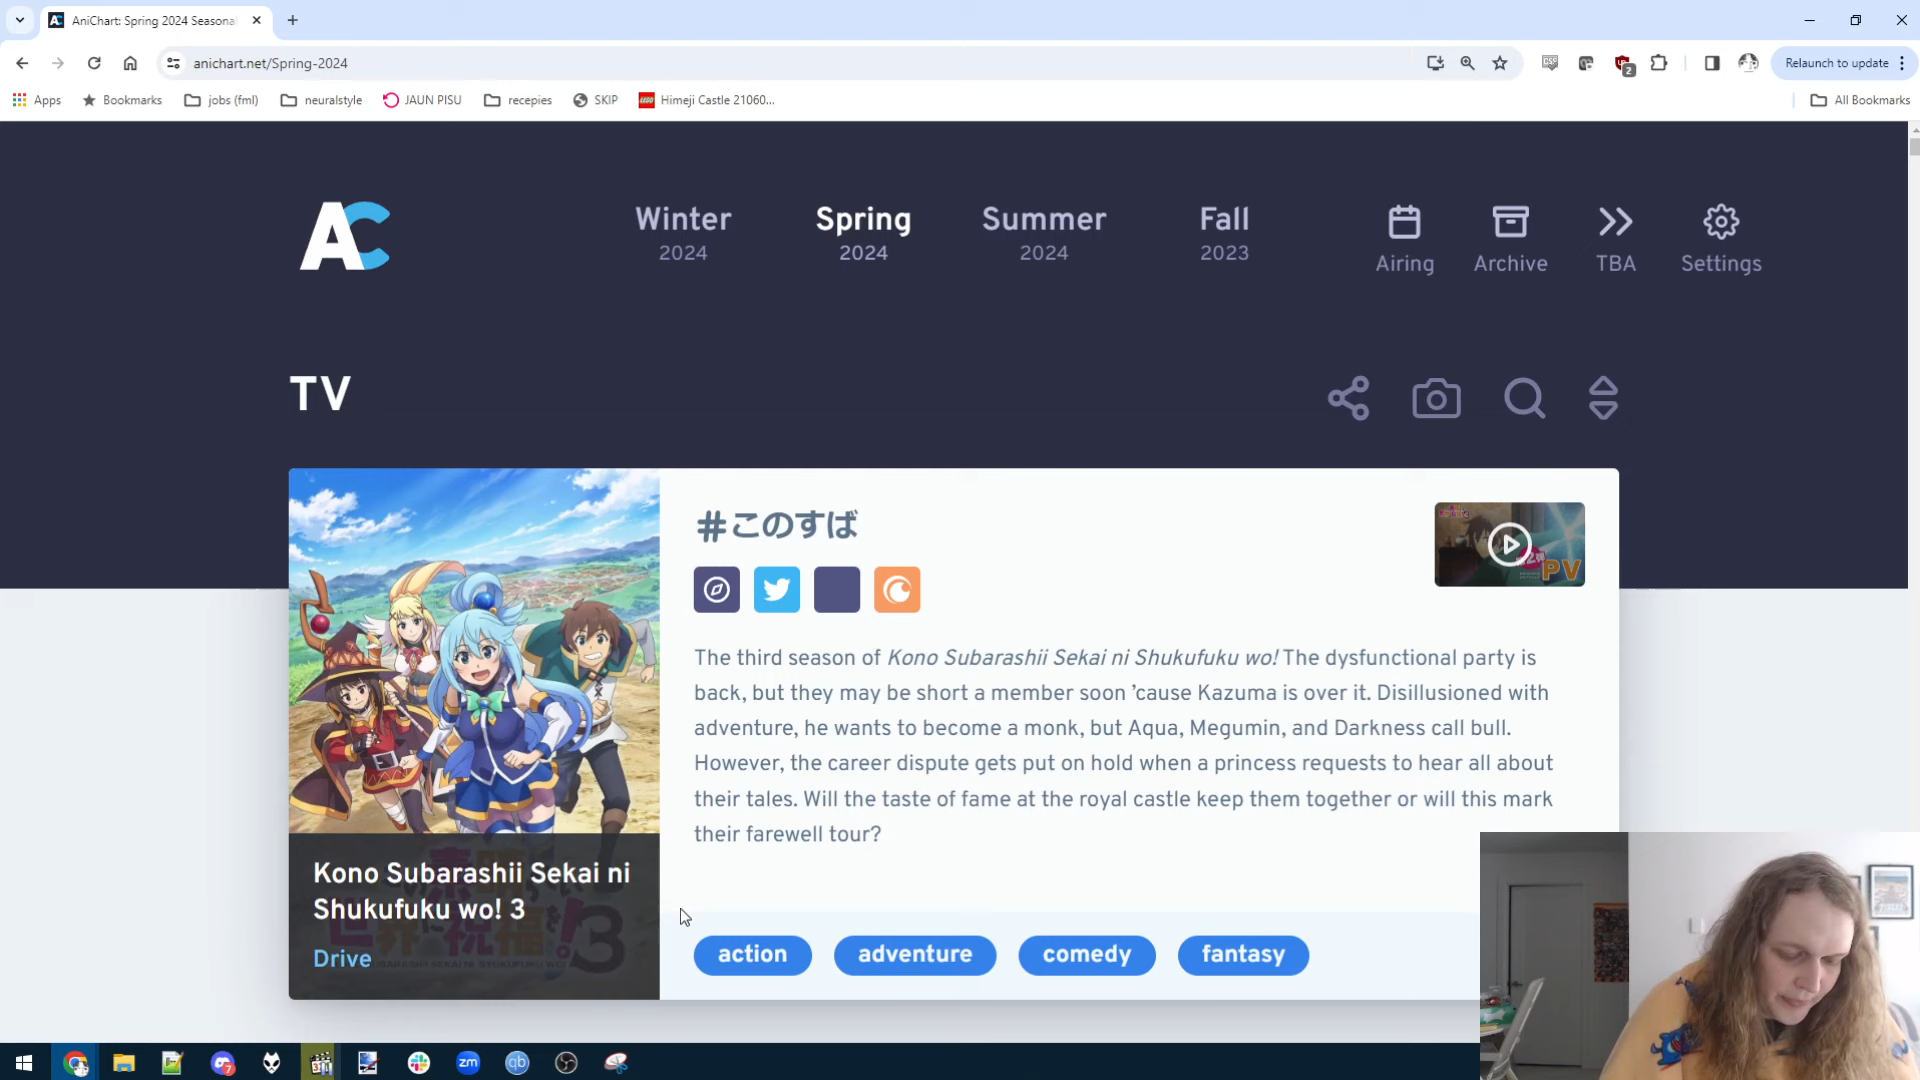 AniChart: Spring 2024 Seasona
anichart.net/Spring-2024
2
Relaunch to update
Apps
Bookmarks
jobs (fml)
neuralstyle
JAUN PISU
recepies
SKIP
Himeji Castle 21060...
All Bookmarks
AC
Winter
2024
Spring
2024
Summer
2024
Fall
2023
Airing
Archive
TBA
Settings
TV
#このすば
PV
The third season of Kono Subarashii Sekai ni Shukufuku wo! The dysfunctional party is
back, but they may be short a member soon ’cause Kazuma is over it. Disillusioned with
adventure, he wants to become a monk, but Aqua, Megumin, and Darkness call bull.
However, the career dispute gets put on hold when a princess requests to hear all about
their tales. Will the taste of fame at the royal castle keep them together or will this mark
their farewell tour?
Kono Subarashii Sekai ni
Shukufuku wo! 3
Drive
action
adventure
comedy
fantasy
7
zm
qb